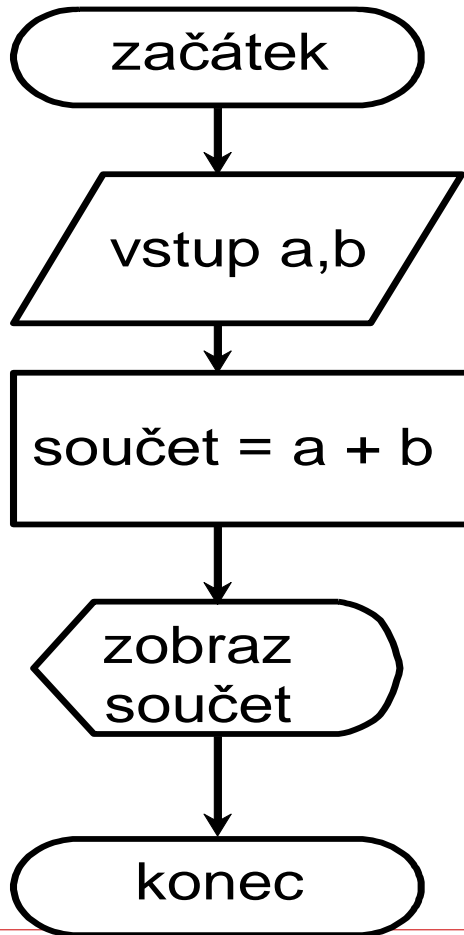 začátek
vstup a,b
součet = a + b
zobraz
součet
konec